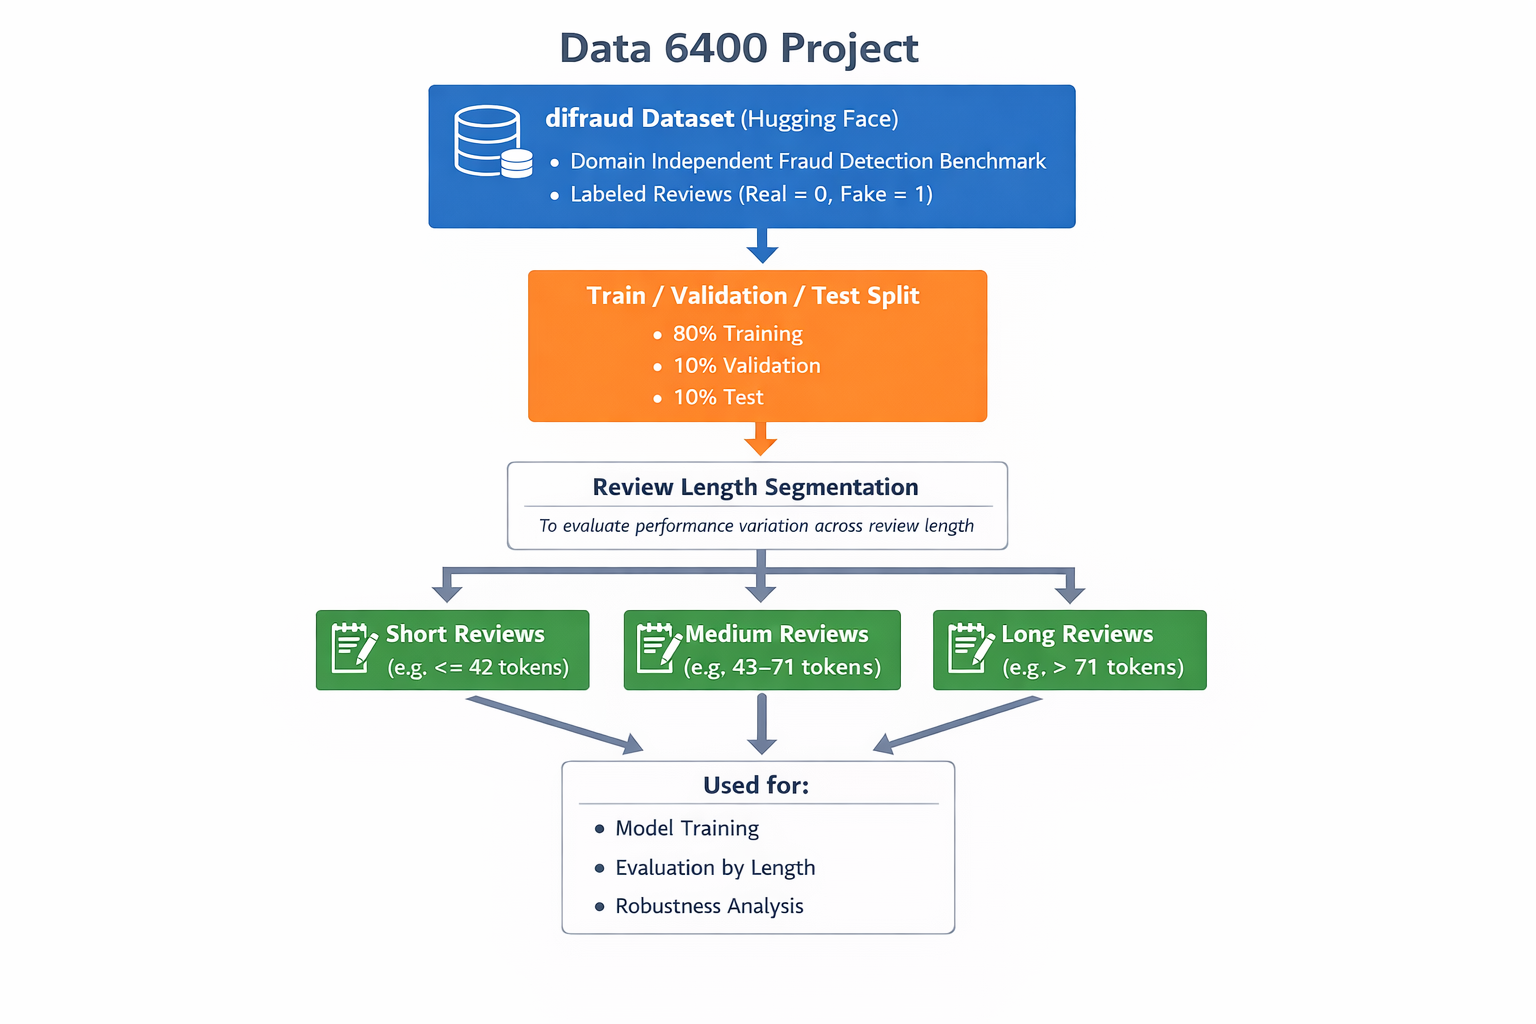 Data 6400 Project
difraud Dataset (Hugging Face)
• Domain Independent Fraud Detection Benchmark
• Labeled Reviews (Real = 0, Fake = 1)
Train / Validation / Test Split
• 80% Training
• 10% Validation
• 10% Test
Review Length Segmentation
To evaluate performance variation across review length
Short Reviews
(e.g. <= 42 tokens)
Medium Reviews
(e.g, 43–71 tokens)
Long Reviews
(e.g, > 71 tokens)
Used for:
• Model Training
• Evaluation by Length
• Robustness Analysis